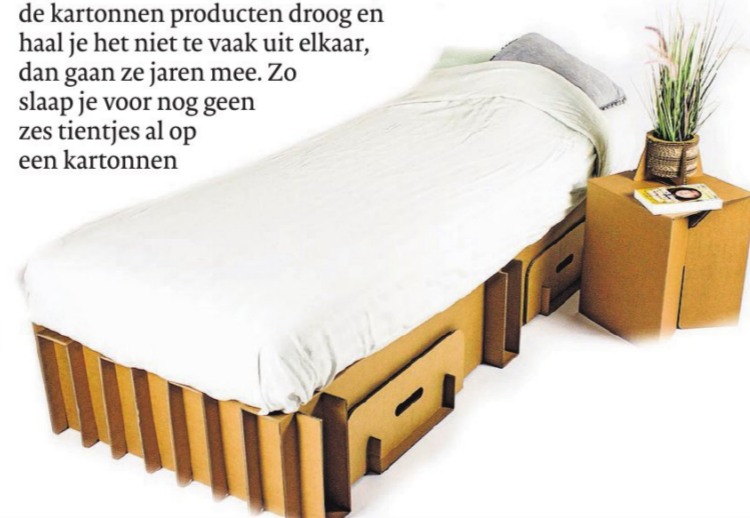 de kartonnen producten droog en
haal je het niet te vaak uit elkaar,
dan gaan ze jaren mee. Zo
slaap je voor nog geen
zes tientjes al op
een kartonnen